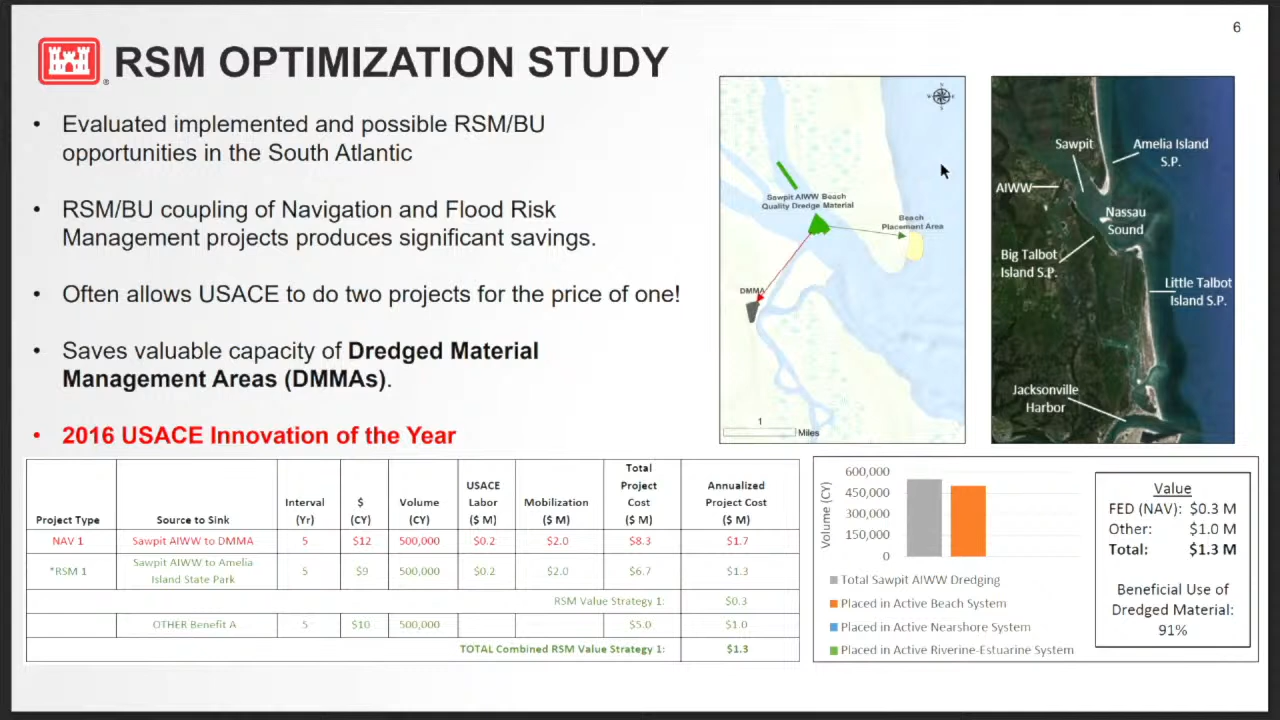 6
RSM OPTIMIZATION STUDY
• Evaluated implemented and possible RSM/BU
opportunities in the South Atlantic
• RSM/BU coupling of Navigation and Flood Risk
Management projects produces significant savings.
• Often allows USACE to do two projects for the price of one!
• Saves valuable capacity of Dredged Material
Management Areas (DMMAs).
• 2016 USACE Innovation of the Year
Sawpit AIWW Beach
Quality Dredge Material
Beach
Placement Area
DMMA
1
Miles
Sawpit
Amelia Island
S.P.
AIWW
Nassau
Sound
Big Talbot
Island S.P.
Little Talbot
Island S.P.
Jacksonville
Harbor
Project Type Source to Sink Interval (Yr) $ (CY) Volume (CY) USACE Labor ($ M) Mobilization ($ M) Total Project Cost ($ M) Annualized Project Cost ($ M)
NAV 1 Sawpit AIWW to DMMA 5 $12 500,000 $0.2 $2.0 $8.3 $1.7
*RSM 1 Sawpit AIWW to Amelia Island State Park 5 $9 500,000 $0.2 $2.0 $6.7 $1.3
RSM Value Strategy 1: $0.3
OTHER Benefit A 5 $10 500,000 $5.0 $1.0
TOTAL Combined RSM Value Strategy 1: $1.3
Volume (CY)
600,000
450,000
300,000
150,000
0
Total Sawpit AIWW Dredging
Placed in Active Beach System
Placed in Active Nearshore System
Placed in Active Riverine-Estuarine System
Value
FED (NAV): $0.3 M
Other: $1.0 M
Total: $1.3 M
Beneficial Use of
Dredged Material:
91%